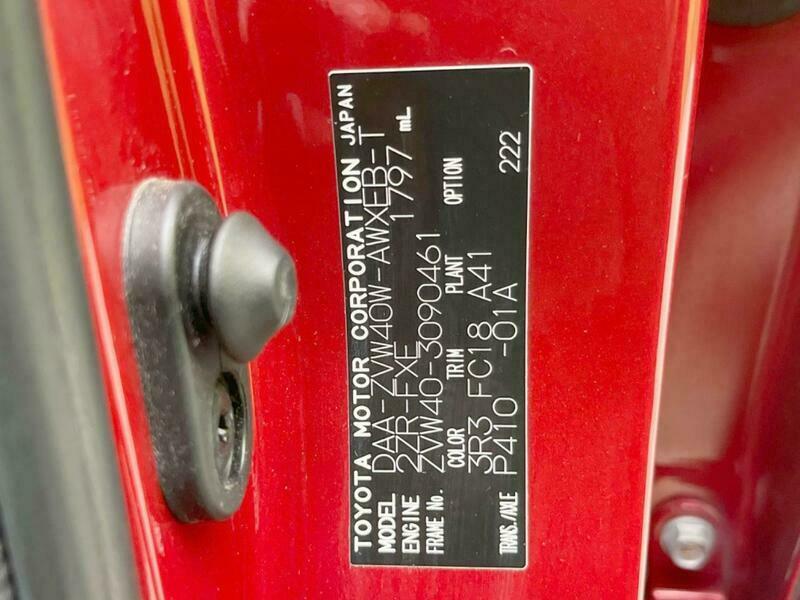 TOYOTA MOTOR CORPORATION JAPAN
MODEL DAA-ZVW40W-AWXEB-T
ENGINE 2ZR-FXE 1797 mL
FRAME No. ZVW40-3090461
COLOR TRIM PLANT OPTION
3R3 FC18 A41 222
TRANS./AXLE P410 -01A